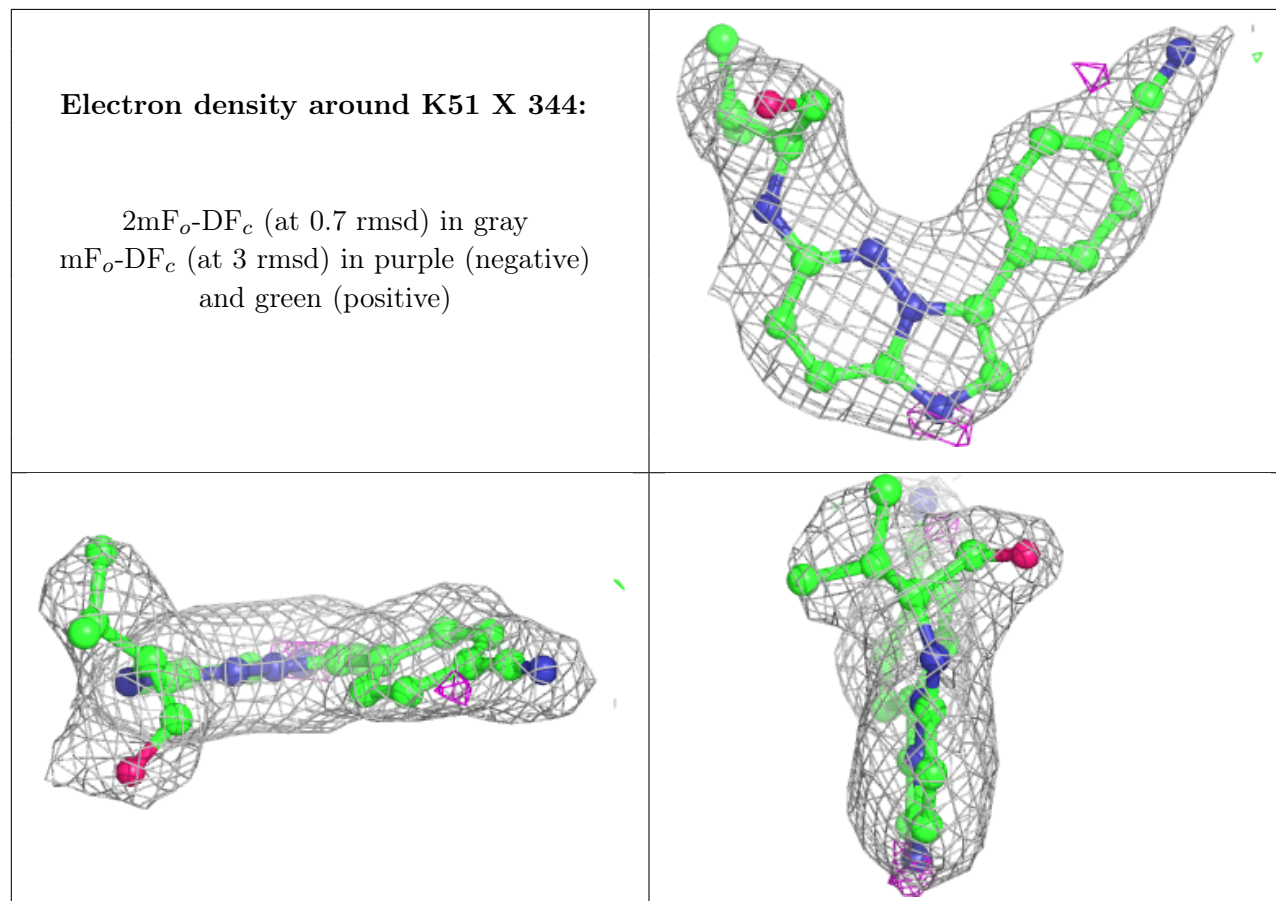 Electron density around K51 X 344:
2mFₒ-DF𝒸 (at 0.7 rmsd) in gray
mFₒ-DF𝒸 (at 3 rmsd) in purple (negative)
and green (positive)